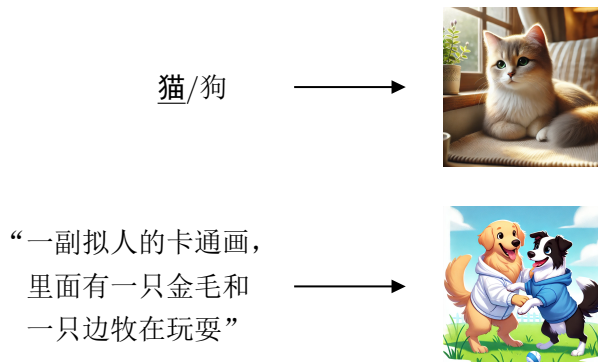 猫/狗
“一副拟人的卡通画，
里面有一只金毛和
一只边牧在玩耍”